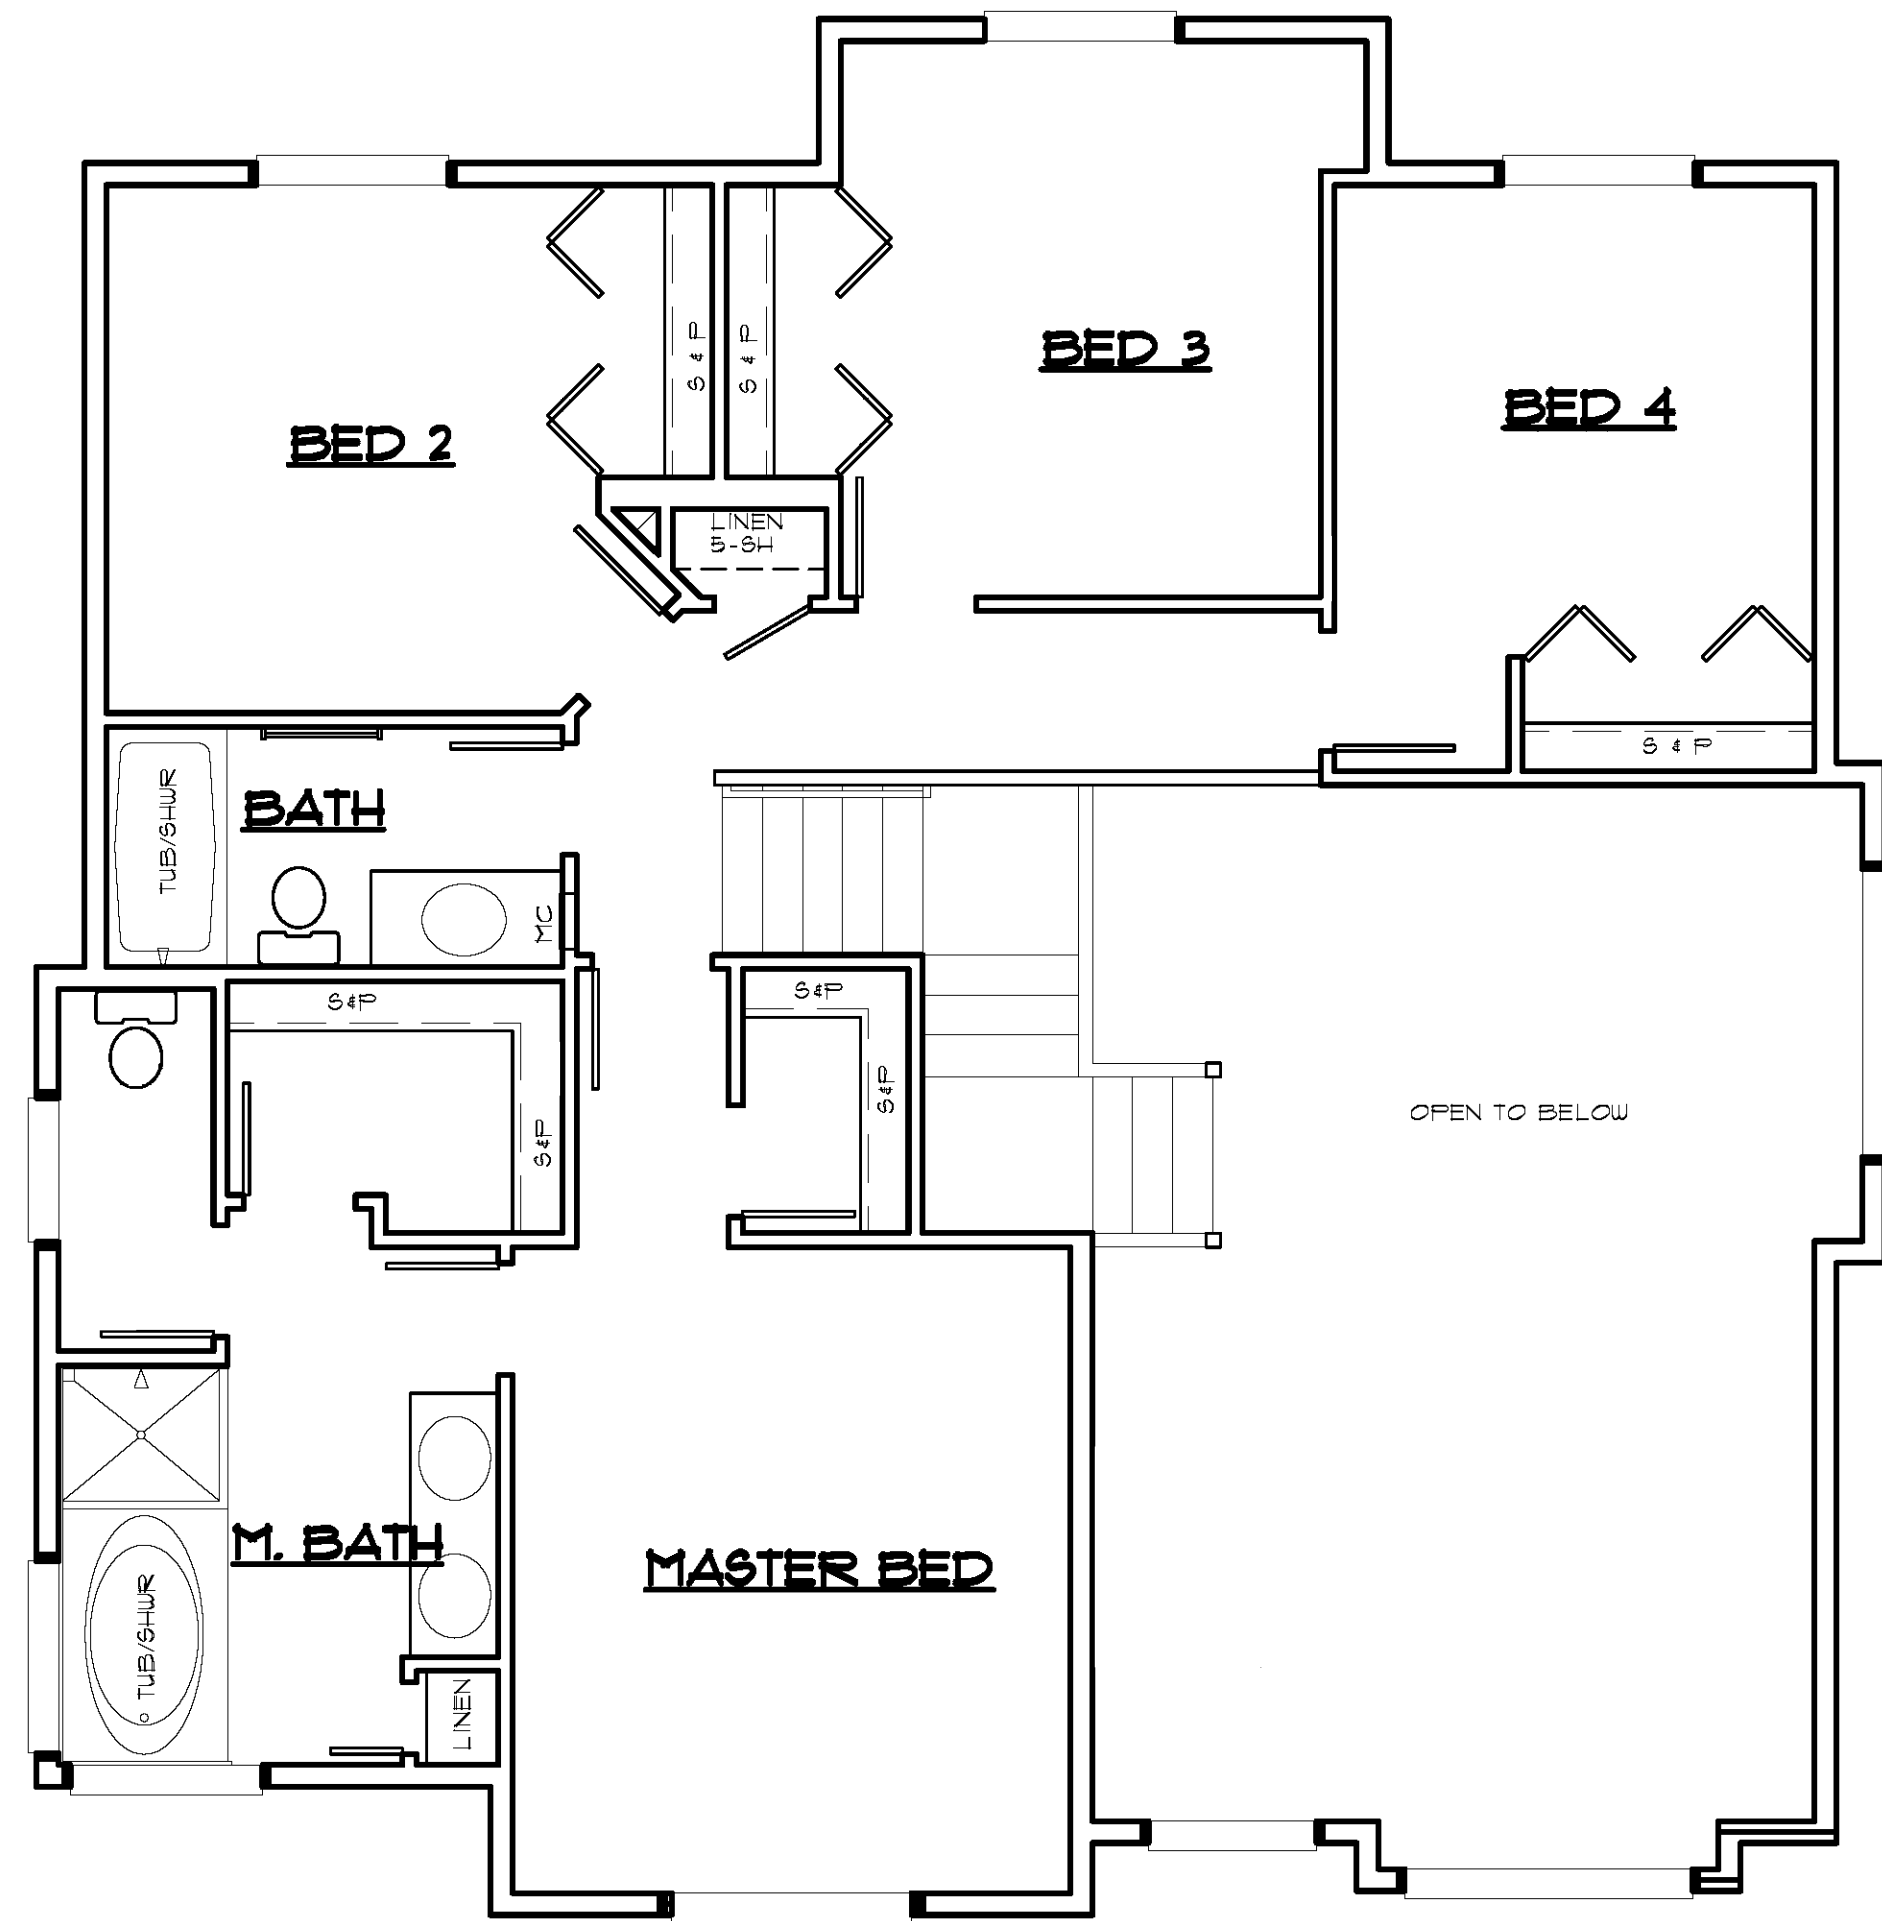 BED 3
S & P
S & P
BED 4
BED 2
LINEN
5-SH
S & P
TUB/SHWR
BATH
MC
S&P
S&P
S&P
S&P
OPEN TO BELOW
M. BATH
MASTER BED
TUB/SHWR
LINEN